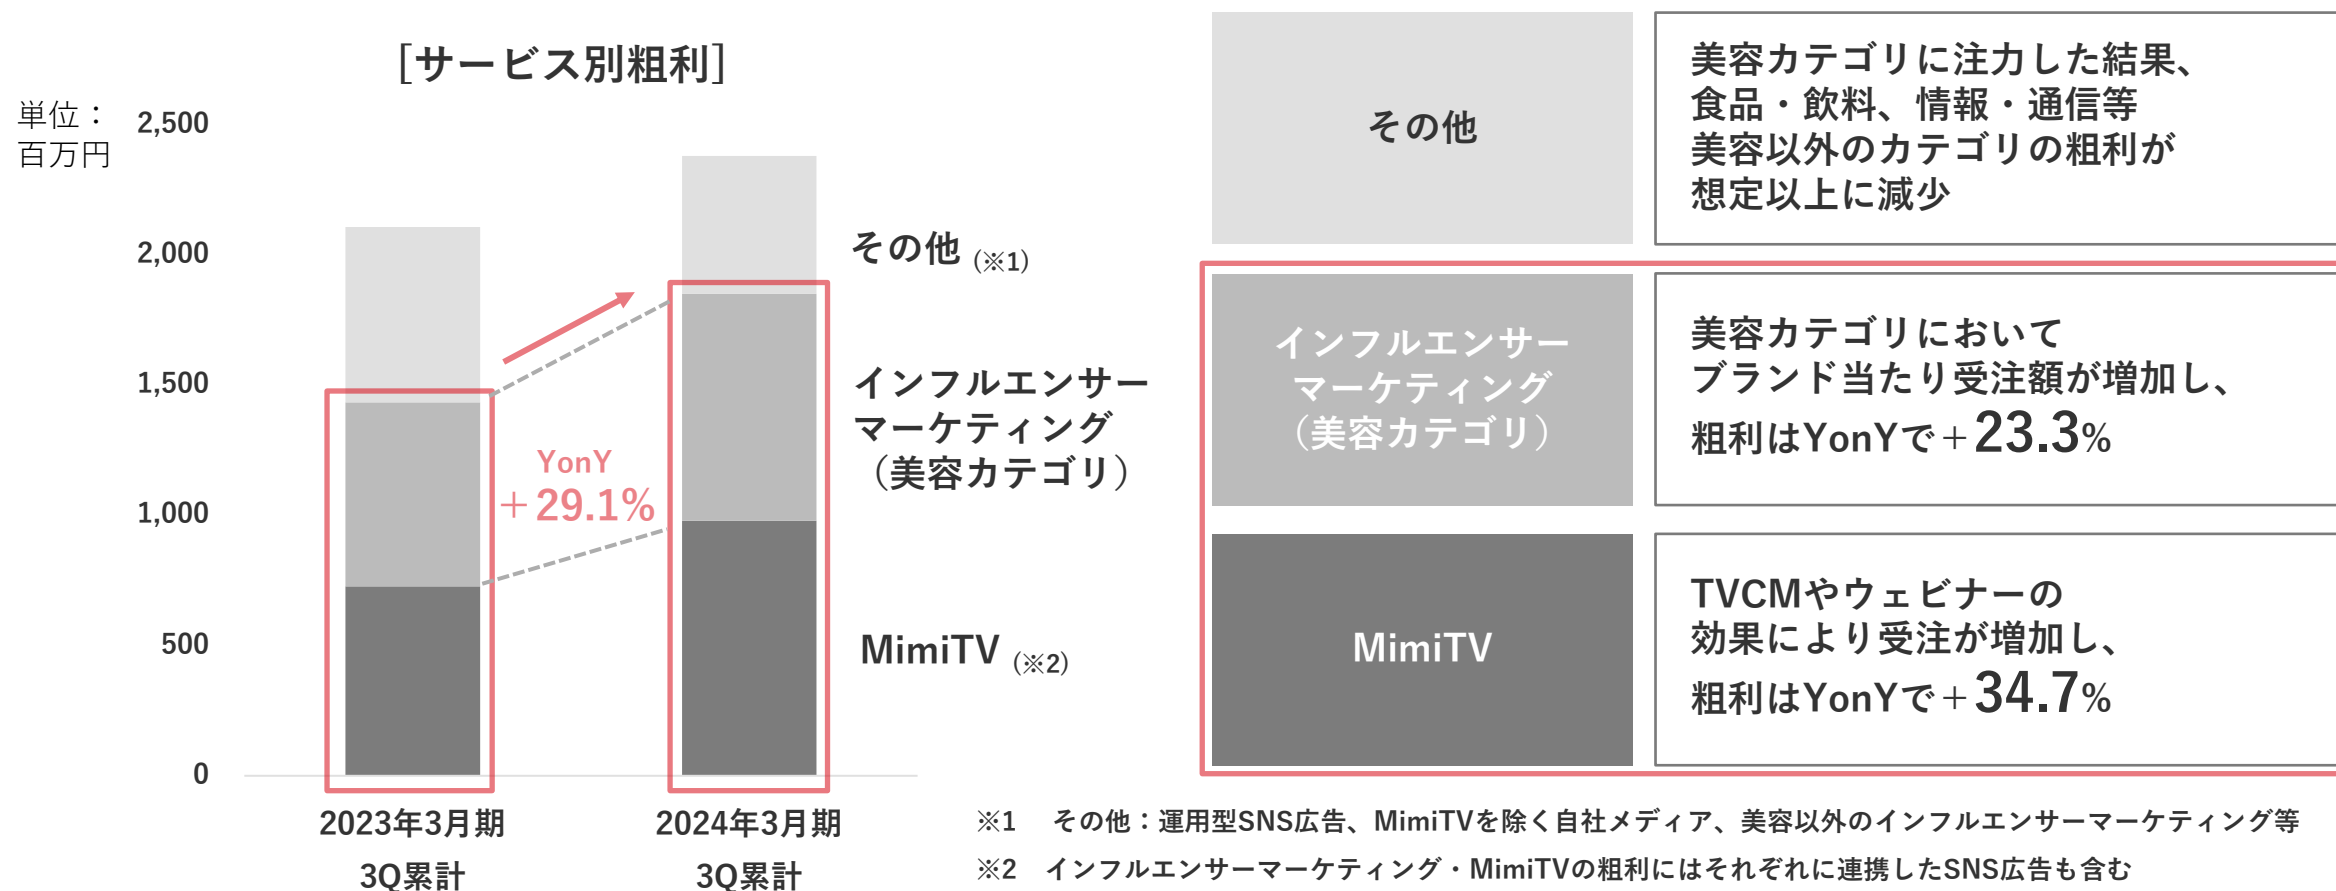 [サービス別粗利]
単位：
百万円
2,500
2,000
1,500
1,000
500
0
YonY
＋29.1%
2023年3月期
3Q累計
2024年3月期
3Q累計
その他 (※1)
インフルエンサー
マーケティング
（美容カテゴリ）
MimiTV (※2)
その他
美容カテゴリに注力した結果、
食品・飲料、情報・通信等
美容以外のカテゴリの粗利が
想定以上に減少
インフルエンサー
マーケティング
（美容カテゴリ）
美容カテゴリにおいて
ブランド当たり受注額が増加し、
粗利はYonYで＋23.3%
MimiTV
TVCMやウェビナーの
効果により受注が増加し、
粗利はYonYで＋34.7%
※1 その他：運用型SNS広告、MimiTVを除く自社メディア、美容以外のインフルエンサーマーケティング等
※2 インフルエンサーマーケティング・MimiTVの粗利にはそれぞれに連携したSNS広告も含む